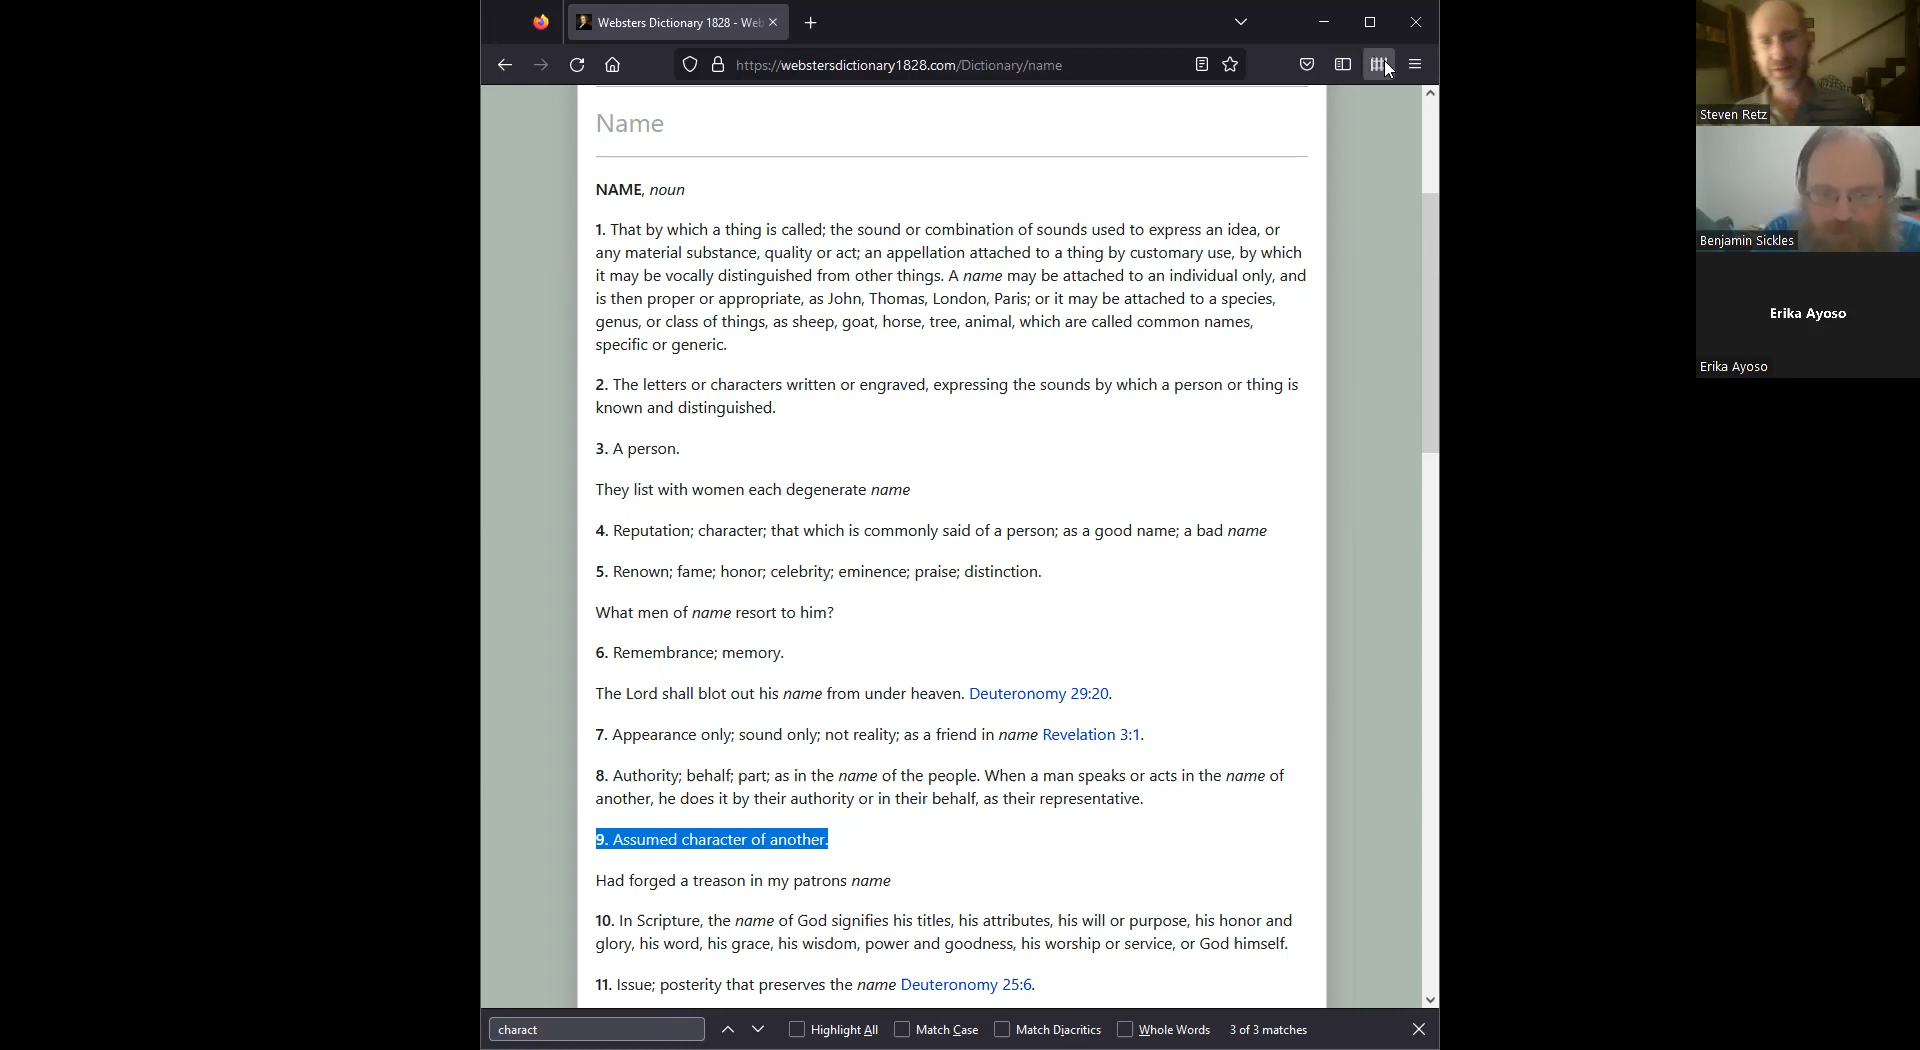 Websters Dictionary 1828 - Web
https://webstersdictionary1828.com/Dictionary/name
Name
NAME, noun
1. That by which a thing is called; the sound or combination of sounds used to express an idea, or
any material substance, quality or act; an appellation attached to a thing by customary use, by which
it may be vocally distinguished from other things. A name may be attached to an individual only, and
is then proper or appropriate, as John, Thomas, London, Paris; or it may be attached to a species,
genus, or class of things, as sheep, goat, horse, tree, animal, which are called common names,
specific or generic.
2. The letters or characters written or engraved, expressing the sounds by which a person or thing is
known and distinguished.
3. A person.
They list with women each degenerate name
4. Reputation; character; that which is commonly said of a person; as a good name; a bad name
5. Renown; fame; honor; celebrity; eminence; praise; distinction.
What men of name resort to him?
6. Remembrance; memory.
The Lord shall blot out his name from under heaven. Deuteronomy 29:20.
7. Appearance only; sound only; not reality; as a friend in name Revelation 3:1.
8. Authority; behalf; part; as in the name of the people. When a man speaks or acts in the name of
another, he does it by their authority or in their behalf, as their representative.
9. Assumed character of another.
Had forged a treason in my patrons name
10. In Scripture, the name of God signifies his titles, his attributes, his will or purpose, his honor and
glory, his word, his grace, his wisdom, power and goodness, his worship or service, or God himself.
11. Issue; posterity that preserves the name Deuteronomy 25:6.
charact
Highlight All
Match Case
Match Diacritics
Whole Words
3 of 3 matches
Steven Retz
Benjamin Sickles
Erika Ayoso
Erika Ayoso